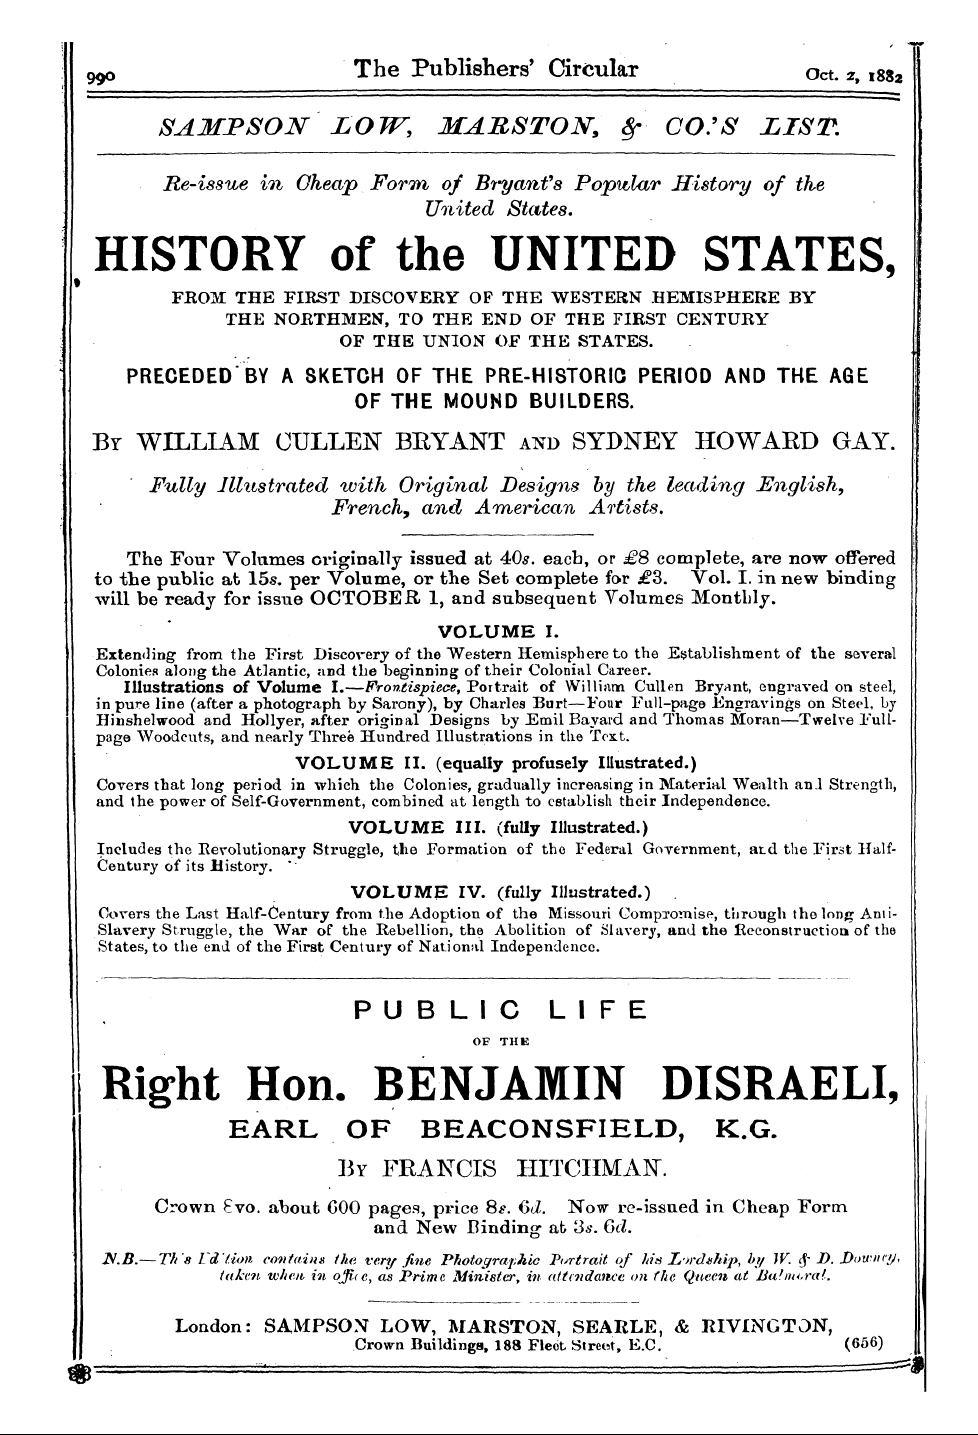 990 The Publishers' Circular Oct. 2, 1882
SAMPSON LOW, MARSTON, & CO.'S LIST.
Re-issue in Cheap Form of Bryant's Popular History of the
United States.
HISTORY of the UNITED STATES,
FROM THE FIRST DISCOVERY OF THE WESTERN HEMISPHERE BY
THE NORTHMEN, TO THE END OF THE FIRST CENTURY
OF THE UNION OF THE STATES.
PRECEDED BY A SKETCH OF THE PRE-HISTORIC PERIOD AND THE AGE
OF THE MOUND BUILDERS.
BY WILLIAM CULLEN BRYANT AND SYDNEY HOWARD GAY.
Fully Illustrated with Original Designs by the leading English,
French, and American Artists.
The Four Volumes originally issued at 40s. each, or £8 complete, are now offered
to the public at 15s. per Volume, or the Set complete for £3. Vol. I. in new binding
will be ready for issue OCTOBER 1, and subsequent Volumes Monthly.
VOLUME I.
Extending from the First Discovery of the Western Hemisphere to the Establishment of the several
Colonies along the Atlantic, and the beginning of their Colonial Career.
Illustrations of Volume I.—Frontispiece, Portrait of William Cullen Bryant, engraved on steel,
in pure line (after a photograph by Sarony), by Charles Burt—Four Full-page Engravings on Steel, by
Hinshelwood and Hollyer, after original Designs by Emil Bayard and Thomas Moran—Twelve Full-
page Woodcuts, and nearly Three Hundred Illustrations in the Text.
VOLUME II. (equally profusely Illustrated.)
Covers that long period in which the Colonies, gradually increasing in Material Wealth and Strength,
and the power of Self-Government, combined at length to establish their Independence.
VOLUME III. (fully Illustrated.)
Includes the Revolutionary Struggle, the Formation of the Federal Government, and the First Half-
Century of its History.
VOLUME IV. (fully Illustrated.)
Covers the Last Half-Century from the Adoption of the Missouri Compromise, through the long Anti-
Slavery Struggle, the War of the Rebellion, the Abolition of Slavery, and the Reconstruction of the
States, to the end of the First Century of National Independence.
PUBLIC LIFE
OF THE
Right Hon. BENJAMIN DISRAELI,
EARL OF BEACONSFIELD, K.G.
BY FRANCIS HITCHMAN.
Crown 8vo. about 600 pages, price 8s. 6d. Now re-issued in Cheap Form
and New Binding at 3s. 6d.
N.B.—This Edition contains the very fine Photographic Portrait of his Lordship, by W. & D. Downey,
taken when in office, as Prime Minister, in attendance on the Queen at Balmoral.
London: SAMPSON LOW, MARSTON, SEARLE, & RIVINGTON,
Crown Buildings, 188 Fleet Street, E.C. (656)